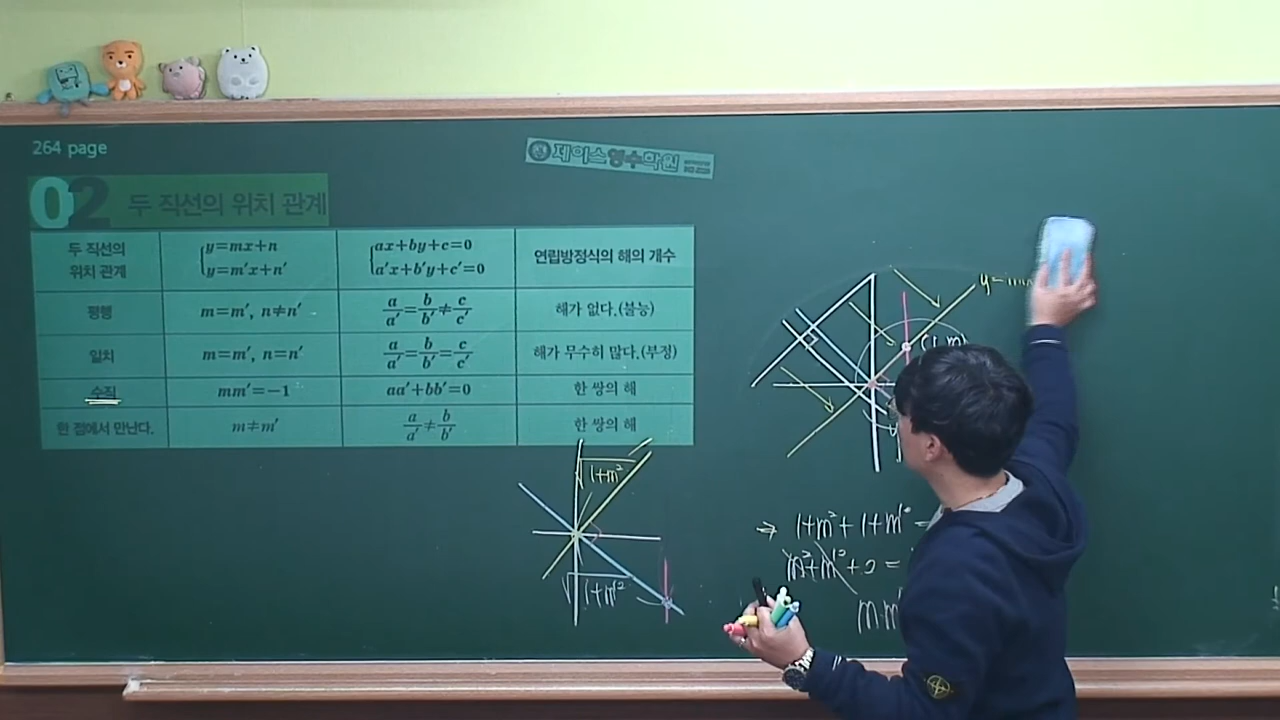 264 page
제이스영수학원
02 두 직선의 위치 관계
두 직선의 위치 관계
y=mx+n
y=m'x+n'
ax+by+c=0
a'x+b'y+c'=0
연립방정식의 해의 개수
평행
m=m', n≠n'
a/a'=b/b'≠c/c'
해가 없다.(불능)
일치
m=m', n=n'
a/a'=b/b'=c/c'
해가 무수히 많다.(부정)
수직
mm'=-1
aa'+bb'=0
한 쌍의 해
한 점에서 만난다.
m≠m'
a/a'≠b/b'
한 쌍의 해
√1+m²
√1+m'²
(1, m)
⇒ 1+m²+1+m'²
m²+m'²+2=